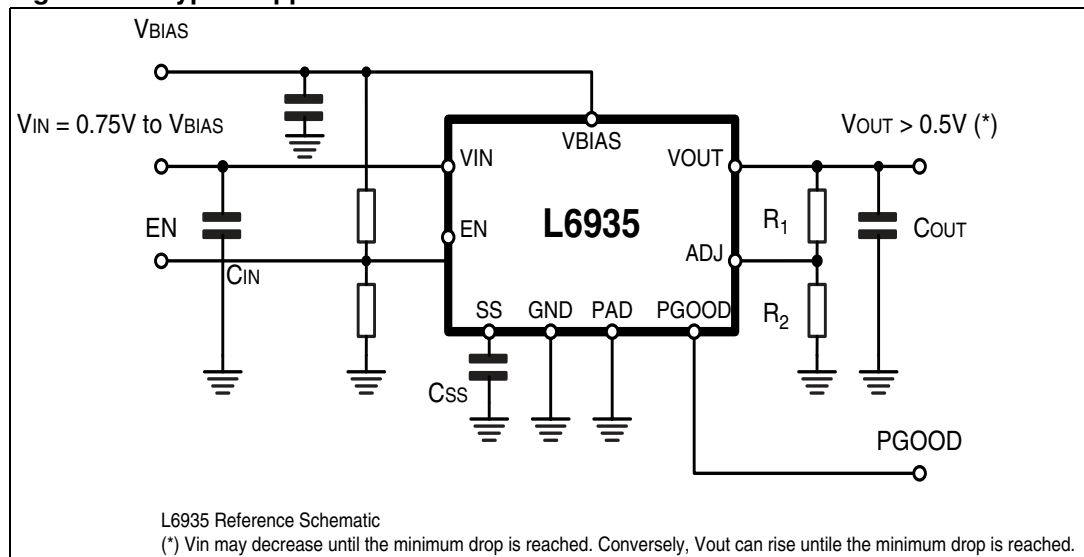 VBIAS
VIN = 0.75V to VBIAS
VOUT > 0.5V (*)
VBIAS
VIN
VOUT
EN
EN
L6935
R1
COUT
ADJ
CIN
R2
SS GND PAD PGOOD
CSS
PGOOD
L6935 Reference Schematic
(*) Vin may decrease until the minimum drop is reached. Conversely, Vout can rise untile the minimum drop is reached.